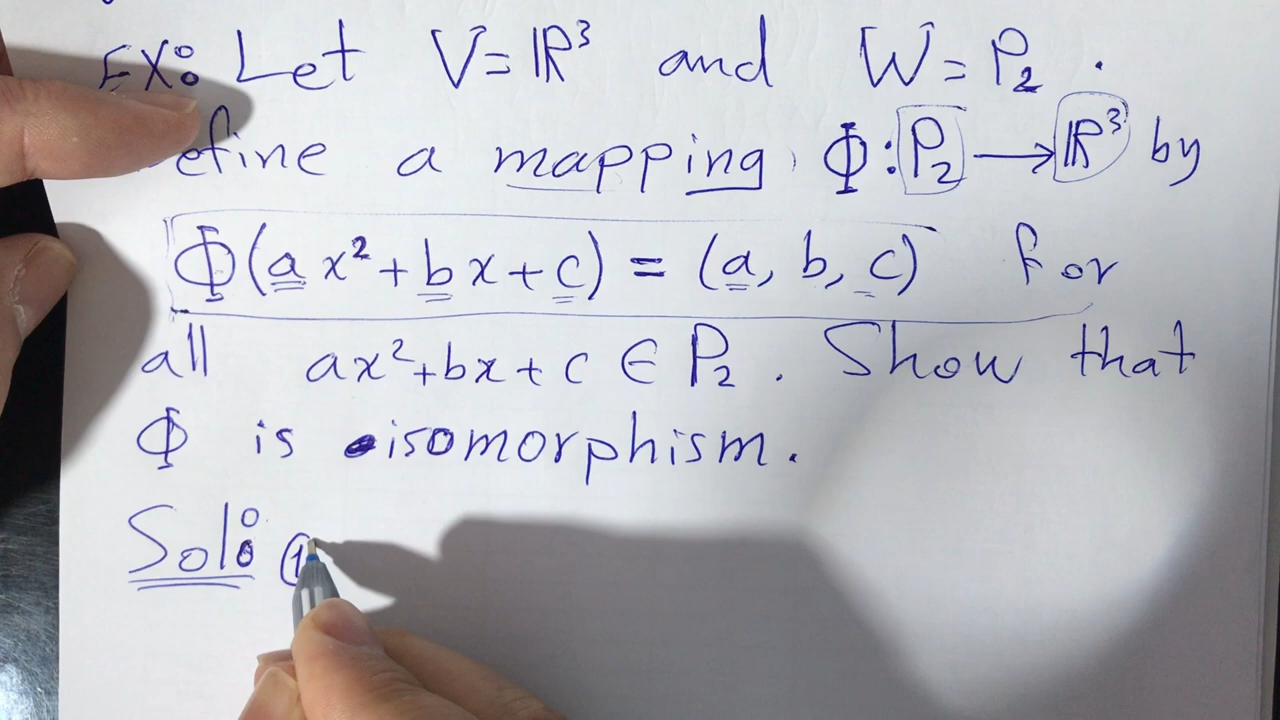 Ex: Let V = ℝ³ and W = P₂.
efine a mapping Φ: P₂ → ℝ³ by
Φ(ax² + bx + c) = (a, b, c) for
all ax² + bx + c ∈ P₂. Show that
Φ is isomorphism.
Sol: ①